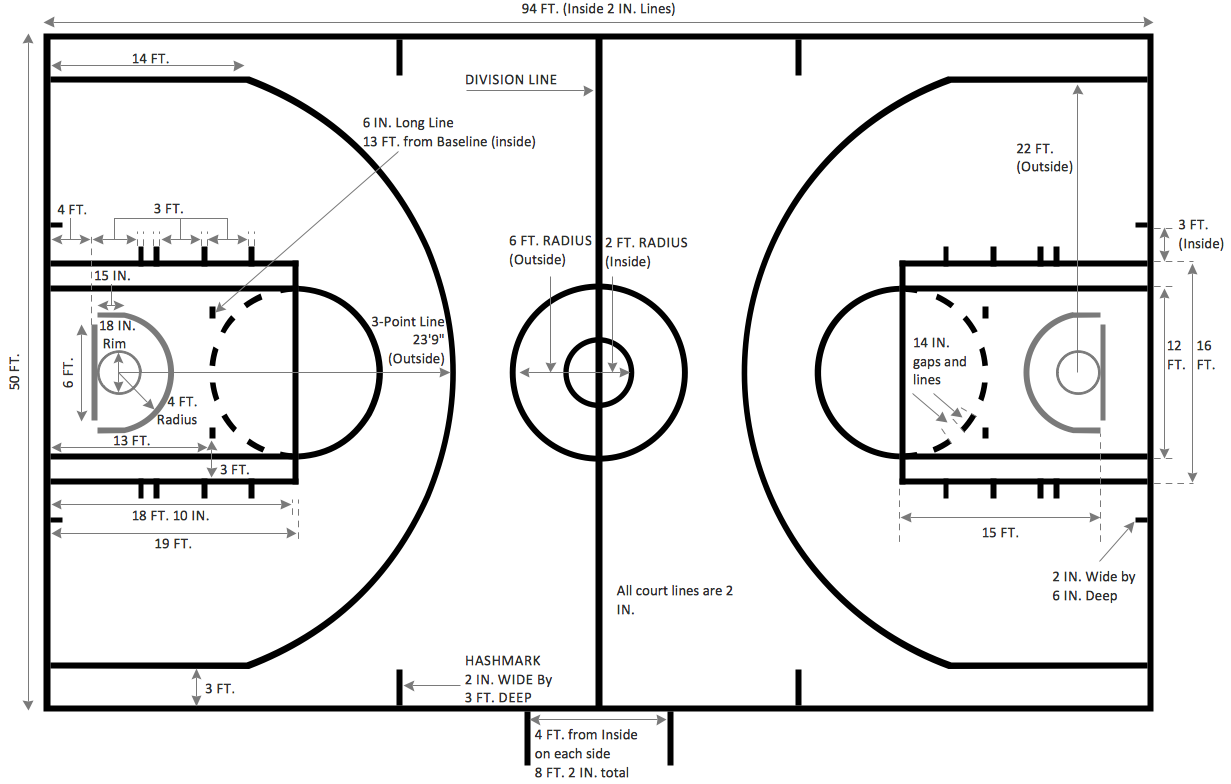 94 FT. (Inside 2 IN. Lines)
14 FT.
DIVISION LINE
6 IN. Long Line
13 FT. from Baseline (inside)
22 FT.
(Outside)
4 FT.
3 FT.
3 FT.
(Inside)
6 FT. RADIUS
(Outside)
2 FT. RADIUS
(Inside)
15 IN.
18 IN.
Rim
3-Point Line
23'9"
(Outside)
14 IN.
gaps and
lines
12
FT.
16
FT.
50 FT.
6 FT.
4 FT.
Radius
13 FT.
3 FT.
18 FT. 10 IN.
19 FT.
15 FT.
2 IN. Wide by
6 IN. Deep
All court lines are 2
IN.
HASHMARK
2 IN. WIDE By
3 FT. DEEP
3 FT.
4 FT. from Inside
on each side
8 FT. 2 IN. total